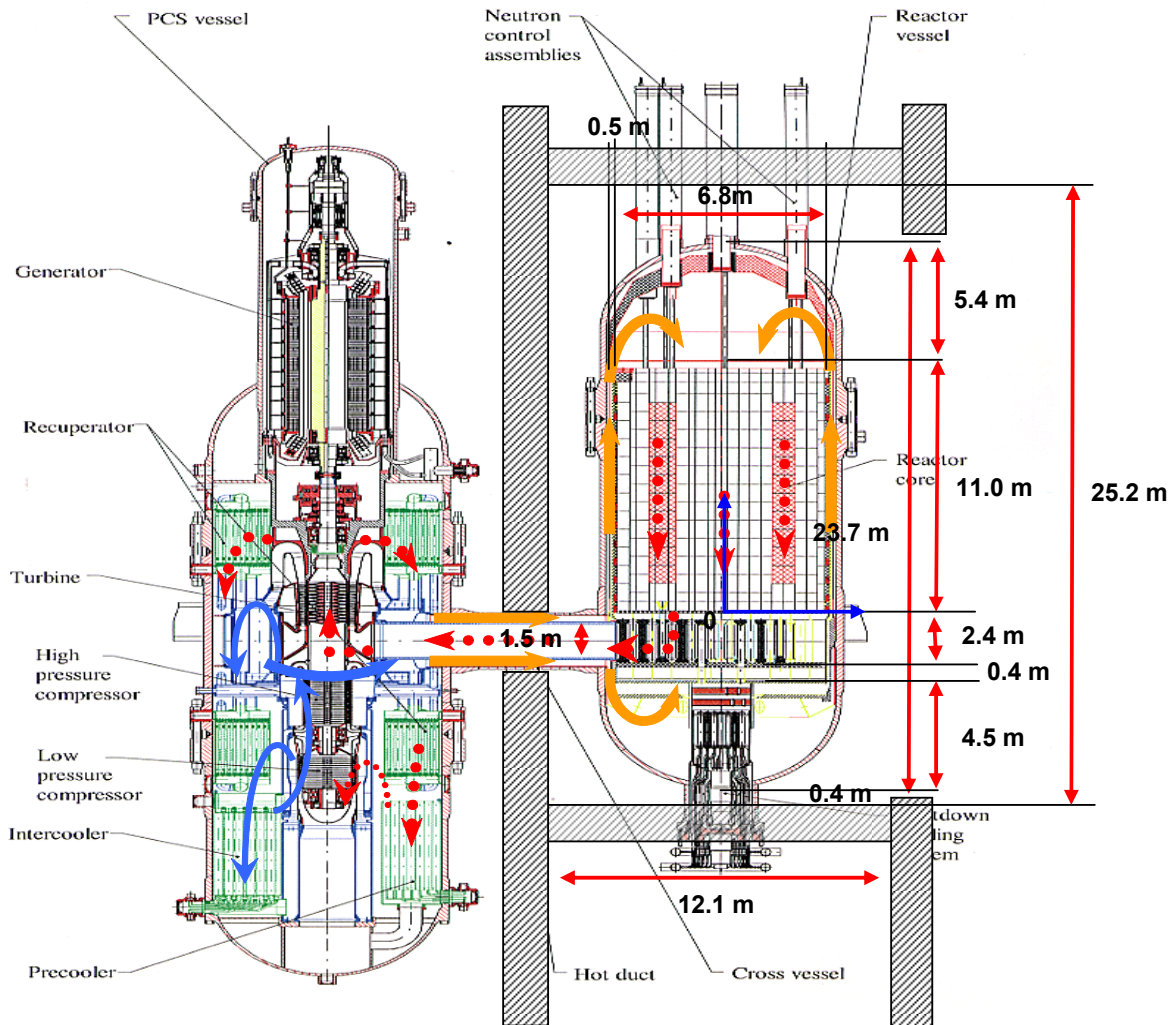 PCS vessel
Neutron
control
assemblies
Reactor
vessel
0.5 m
6.8m
Generator
5.4 m
Recuperator
Reactor
core
11.0 m
25.2 m
23.7 m
Turbine
0
1.5 m
2.4 m
High
pressure
compressor
0.4 m
4.5 m
Low
pressure
compressor
0.4 m
Intercooler
12.1 m
Precooler
Hot duct
Cross vessel